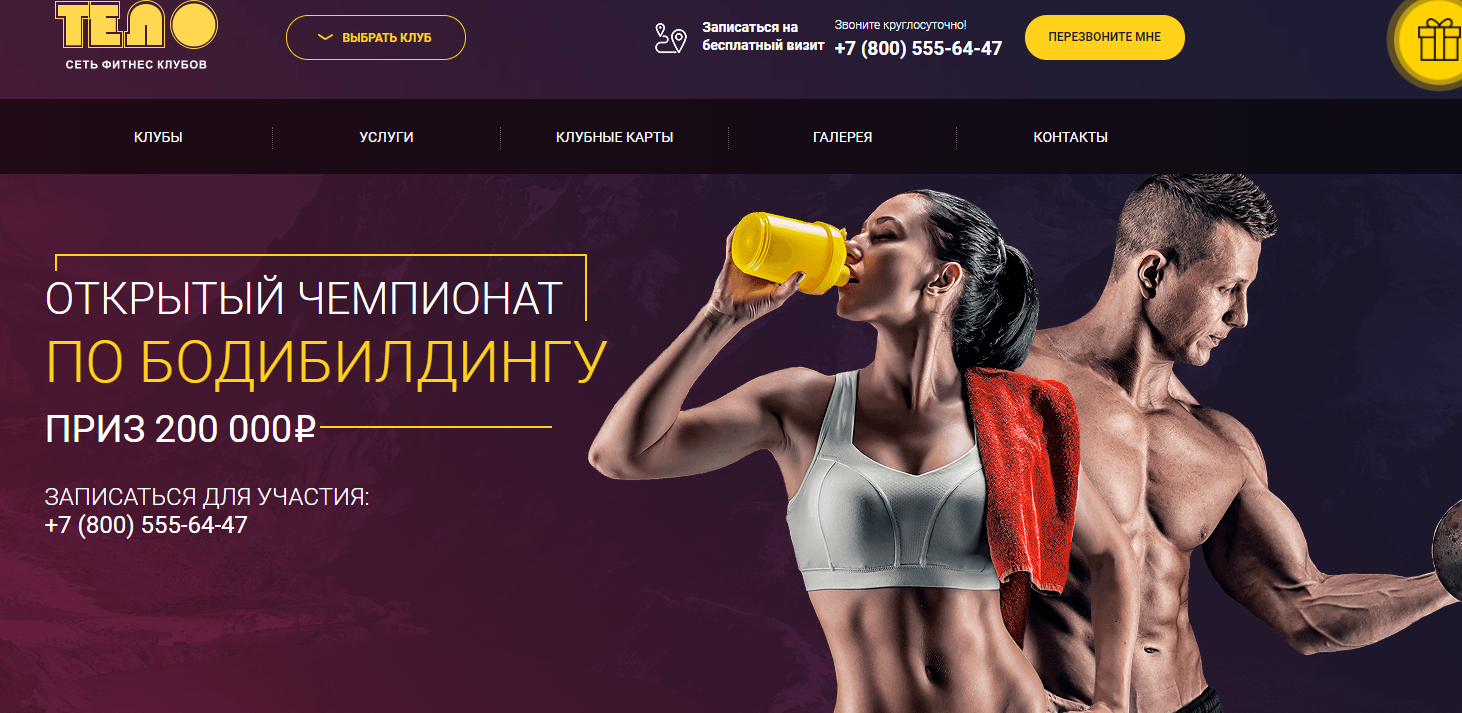 ТЕЛО
СЕТЬ ФИТНЕС КЛУБОВ
ВЫБРАТЬ КЛУБ
Записаться на
бесплатный визит
Звоните круглосуточно!
+7 (800) 555-64-47
ПЕРЕЗВОНИТЕ МНЕ
КЛУБЫ
УСЛУГИ
КЛУБНЫЕ КАРТЫ
ГАЛЕРЕЯ
КОНТАКТЫ
ОТКРЫТЫЙ ЧЕМПИОНАТ
ПО БОДИБИЛДИНГУ
ПРИЗ 200 000₽
ЗАПИСАТЬСЯ ДЛЯ УЧАСТИЯ:
+7 (800) 555-64-47